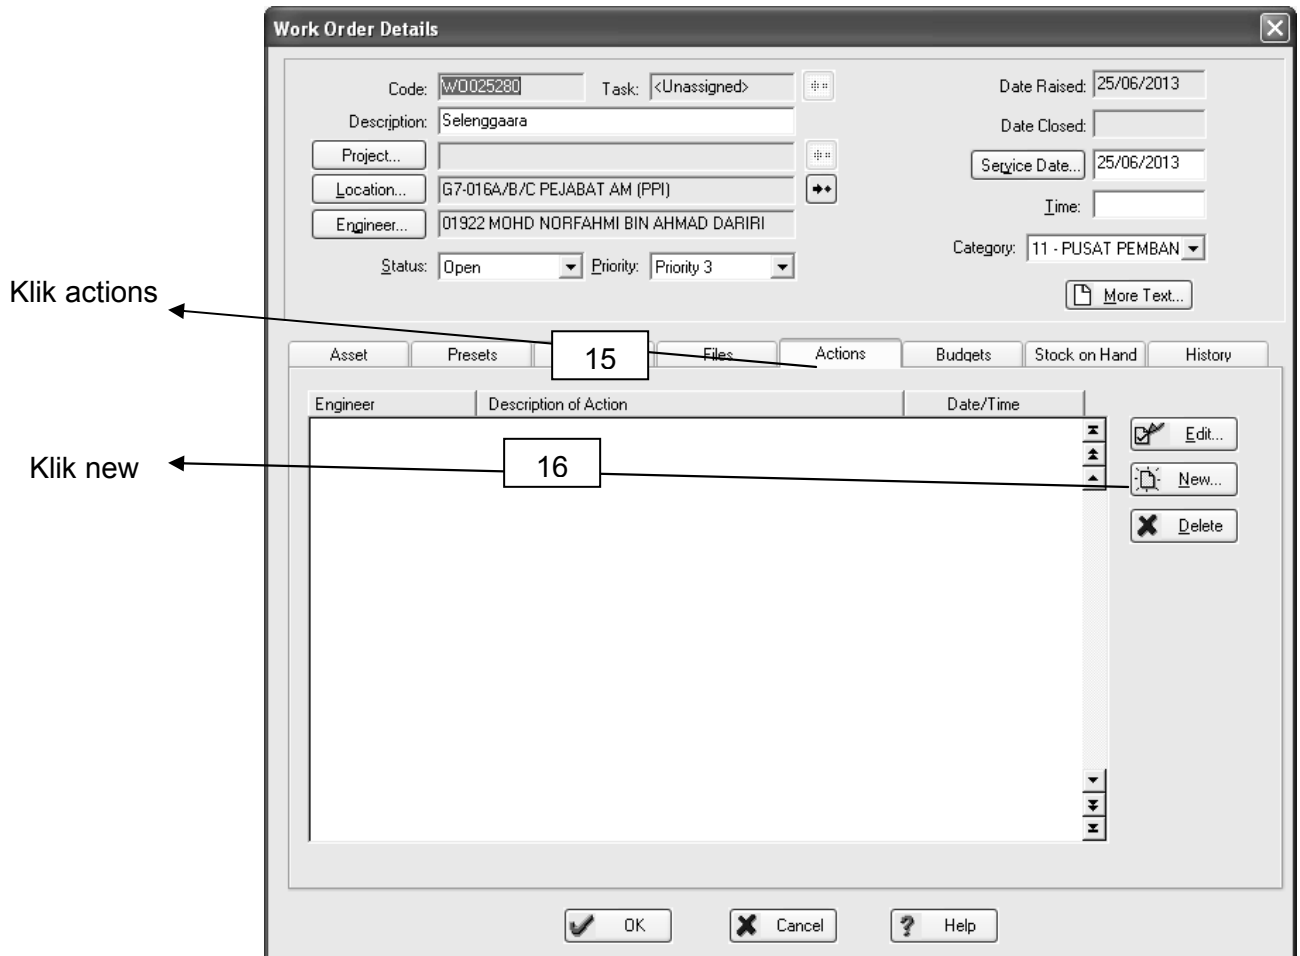 Work Order Details
Code: WO025280 Task: <Unassigned> Date Raised: 25/06/2013
Description: Selenggaara Date Closed:
Project... Service Date... 25/06/2013
Location... G7-016A/B/C PEJABAT AM (PPI) Time:
Engineer... 01922 MOHD NORFAHMI BIN AHMAD DARIRI
Status: Open Priority: Priority 3 Category: 11 - PUSAT PEMBAN
More Text...
Klik actions
15
Asset Presets Files Actions Budgets Stock on Hand History
Engineer Description of Action Date/Time
Edit...
Klik new
16
New...
Delete
OK Cancel Help